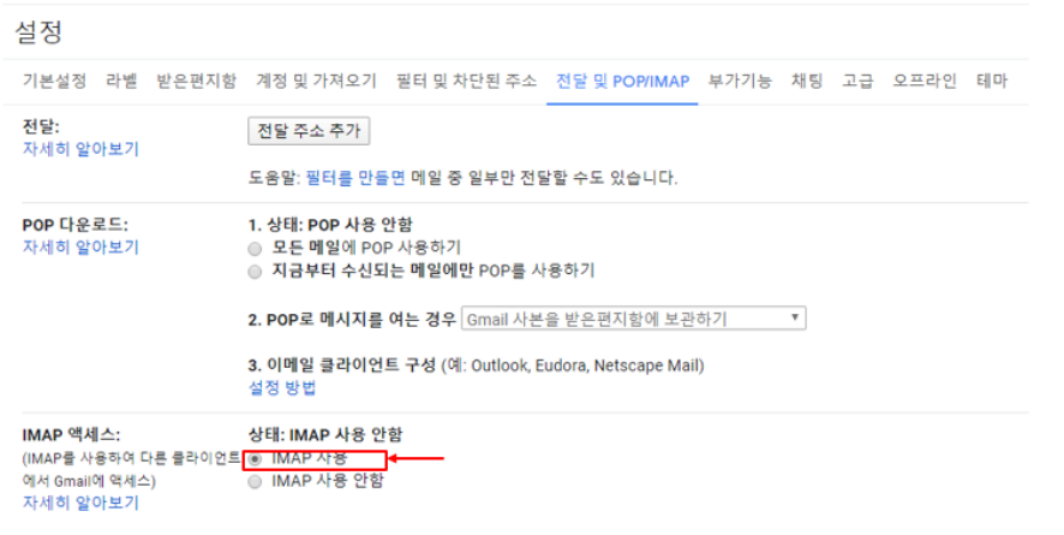 설정
기본설정 라벨 받은편지함 계정 및 가져오기 필터 및 차단된 주소 전달 및 POP/IMAP 부가기능 채팅 고급 오프라인 테마
전달:
자세히 알아보기
전달 주소 추가
도움말: 필터를 만들면 메일 중 일부만 전달할 수도 있습니다.
POP 다운로드:
자세히 알아보기
1. 상태: POP 사용 안함
모든 메일에 POP 사용하기
지금부터 수신되는 메일에만 POP를 사용하기
2. POP로 메시지를 여는 경우 Gmail 사본을 받은편지함에 보관하기
3. 이메일 클라이언트 구성 (예: Outlook, Eudora, Netscape Mail)
설정 방법
IMAP 액세스:
(IMAP를 사용하여 다른 클라이언트
에서 Gmail에 액세스)
자세히 알아보기
상태: IMAP 사용 안함
IMAP 사용
IMAP 사용 안함